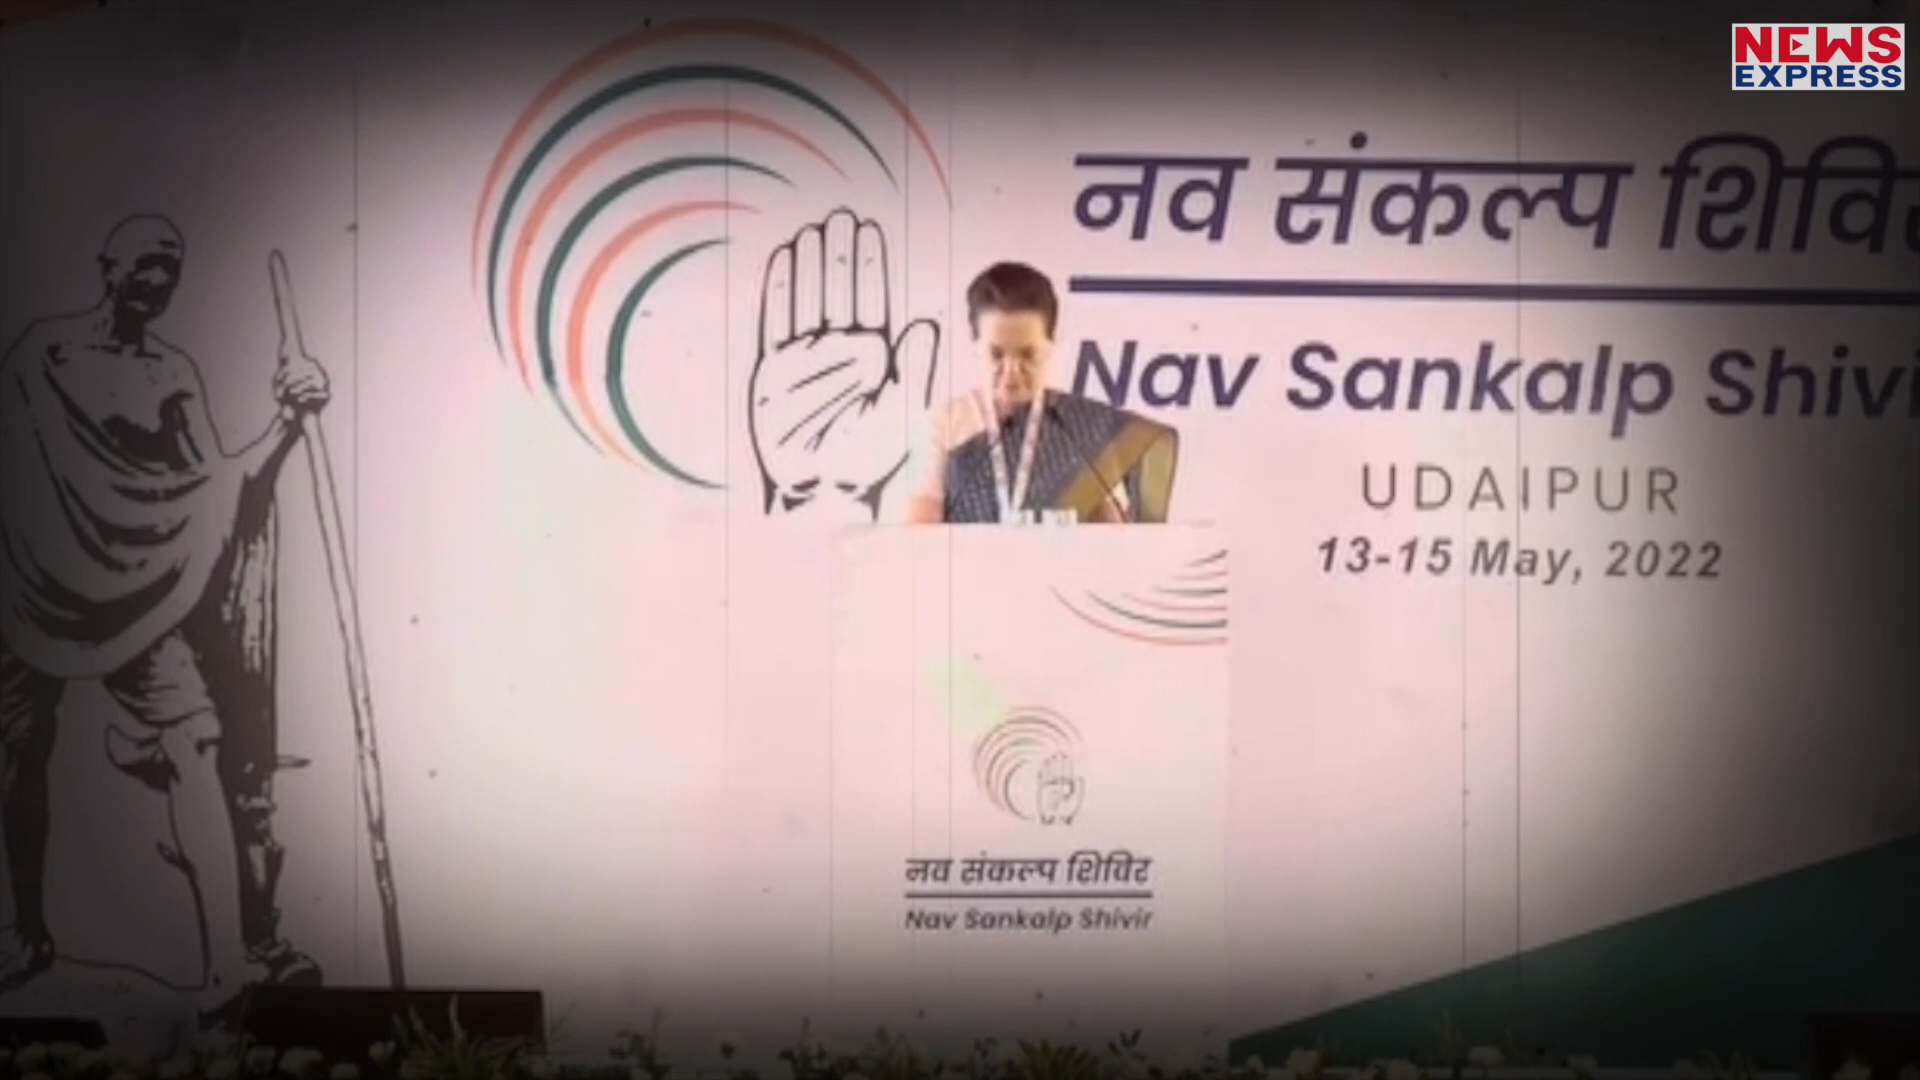 NEWS
EXPRESS
नव संकल्प शिविर
Nav Sankalp Shivi
UDAIPUR
13-15 May, 2022
नव संकल्प शिविर
Nav Sankalp Shivir